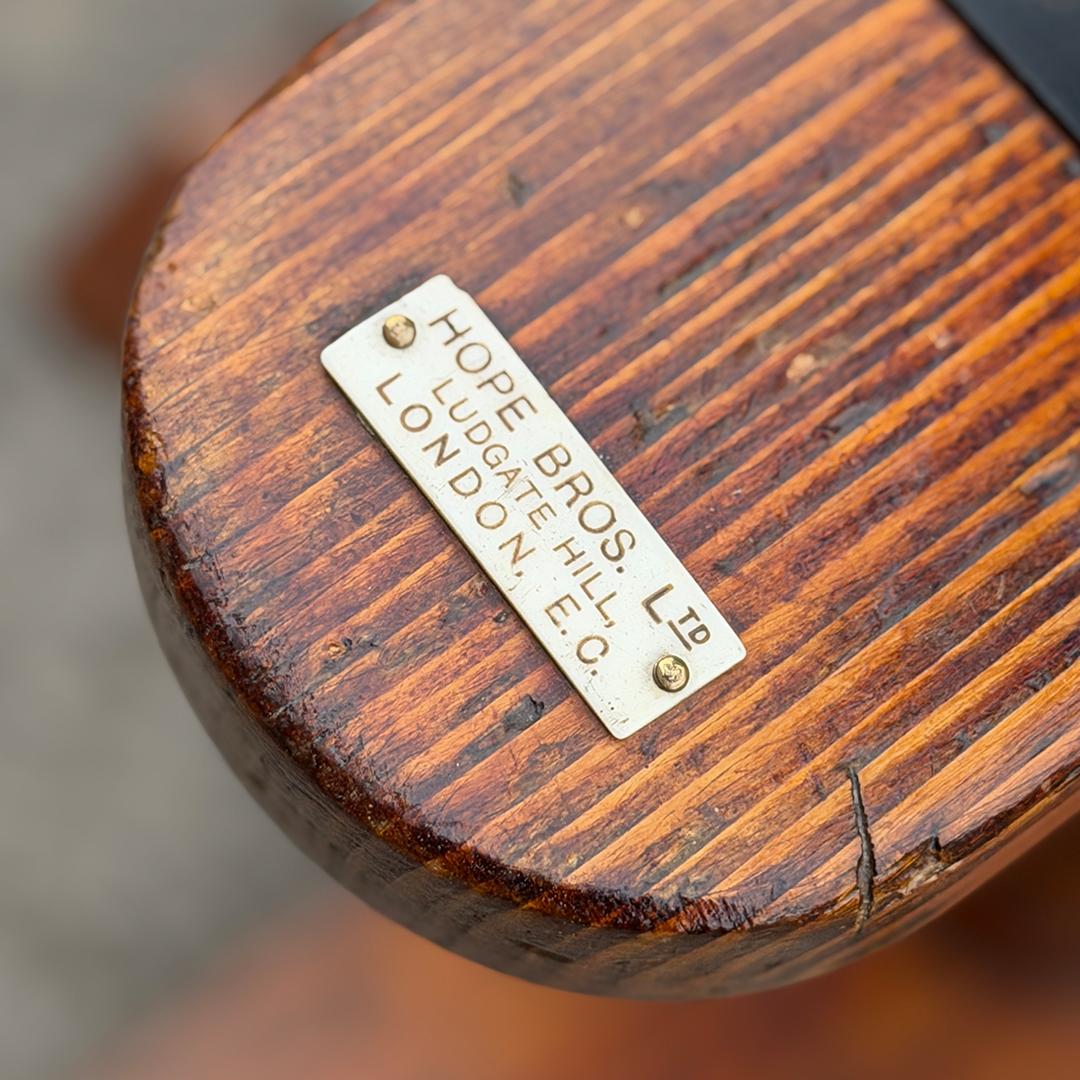 HOPE BROS. LTD
LUDGATE HILL,
LONDON, E.C.